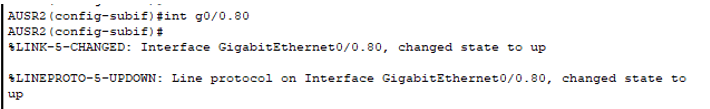 AUSR2(config-subif)#int g0/0.80
AUSR2(config-subif)#
%LINK-5-CHANGED: Interface GigabitEthernet0/0.80, changed state to up
%LINEPROTO-5-UPDOWN: Line protocol on Interface GigabitEthernet0/0.80, changed state to
up